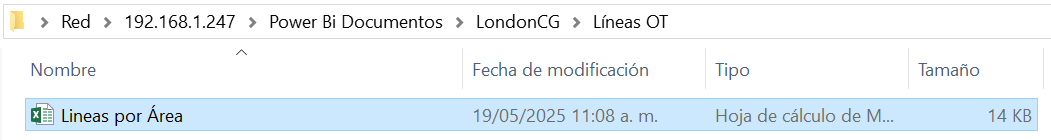 Red > 192.168.1.247 > Power Bi Documentos > LondonCG > Líneas OT
Nombre Fecha de modificación Tipo Tamaño
Lineas por Área 19/05/2025 11:08 a. m. Hoja de cálculo de M... 14 KB